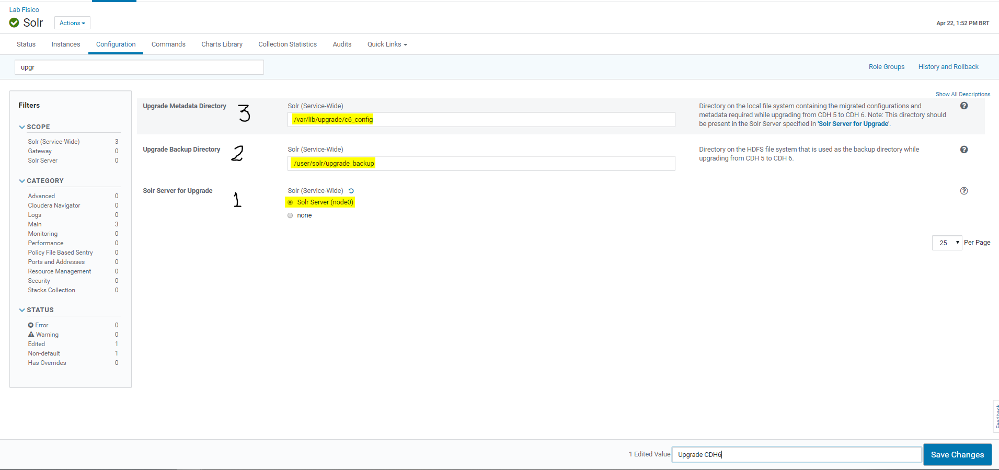 Lab Fisico
Solr
Actions
Apr 22, 1:52 PM BRT
Status Instances Configuration Commands Charts Library Collection Statistics Audits Quick Links
upgr
Role Groups History and Rollback
Show All Descriptions
Filters
SCOPE
Solr (Service-Wide) 3
Gateway 0
Solr Server 0
CATEGORY
Advanced 0
Cloudera Navigator 0
Logs 0
Main 3
Monitoring 0
Performance 0
Policy File Based Sentry 0
Ports and Addresses 0
Resource Management 0
Security 0
Stacks Collection 0
STATUS
Error 0
Warning 0
Edited 1
Non-default 1
Has Overrides 0
Upgrade Metadata Directory
3
Solr (Service-Wide)
/var/lib/upgrade/c6_config
Directory on the local file system containing the migrated configurations and
metadata required while upgrading from CDH 5 to CDH 6. Note: This directory should
be present in the Solr Server specified in 'Solr Server for Upgrade'.
Upgrade Backup Directory
2
Solr (Service-Wide)
/user/solr/upgrade_backup
Directory on the HDFS file system that is used as the backup directory while
upgrading from CDH 5 to CDH 6.
Solr Server for Upgrade
1
Solr (Service-Wide)
Solr Server (node0)
none
25 Per Page
Feedback
1 Edited Value
Upgrade CDH6
Save Changes